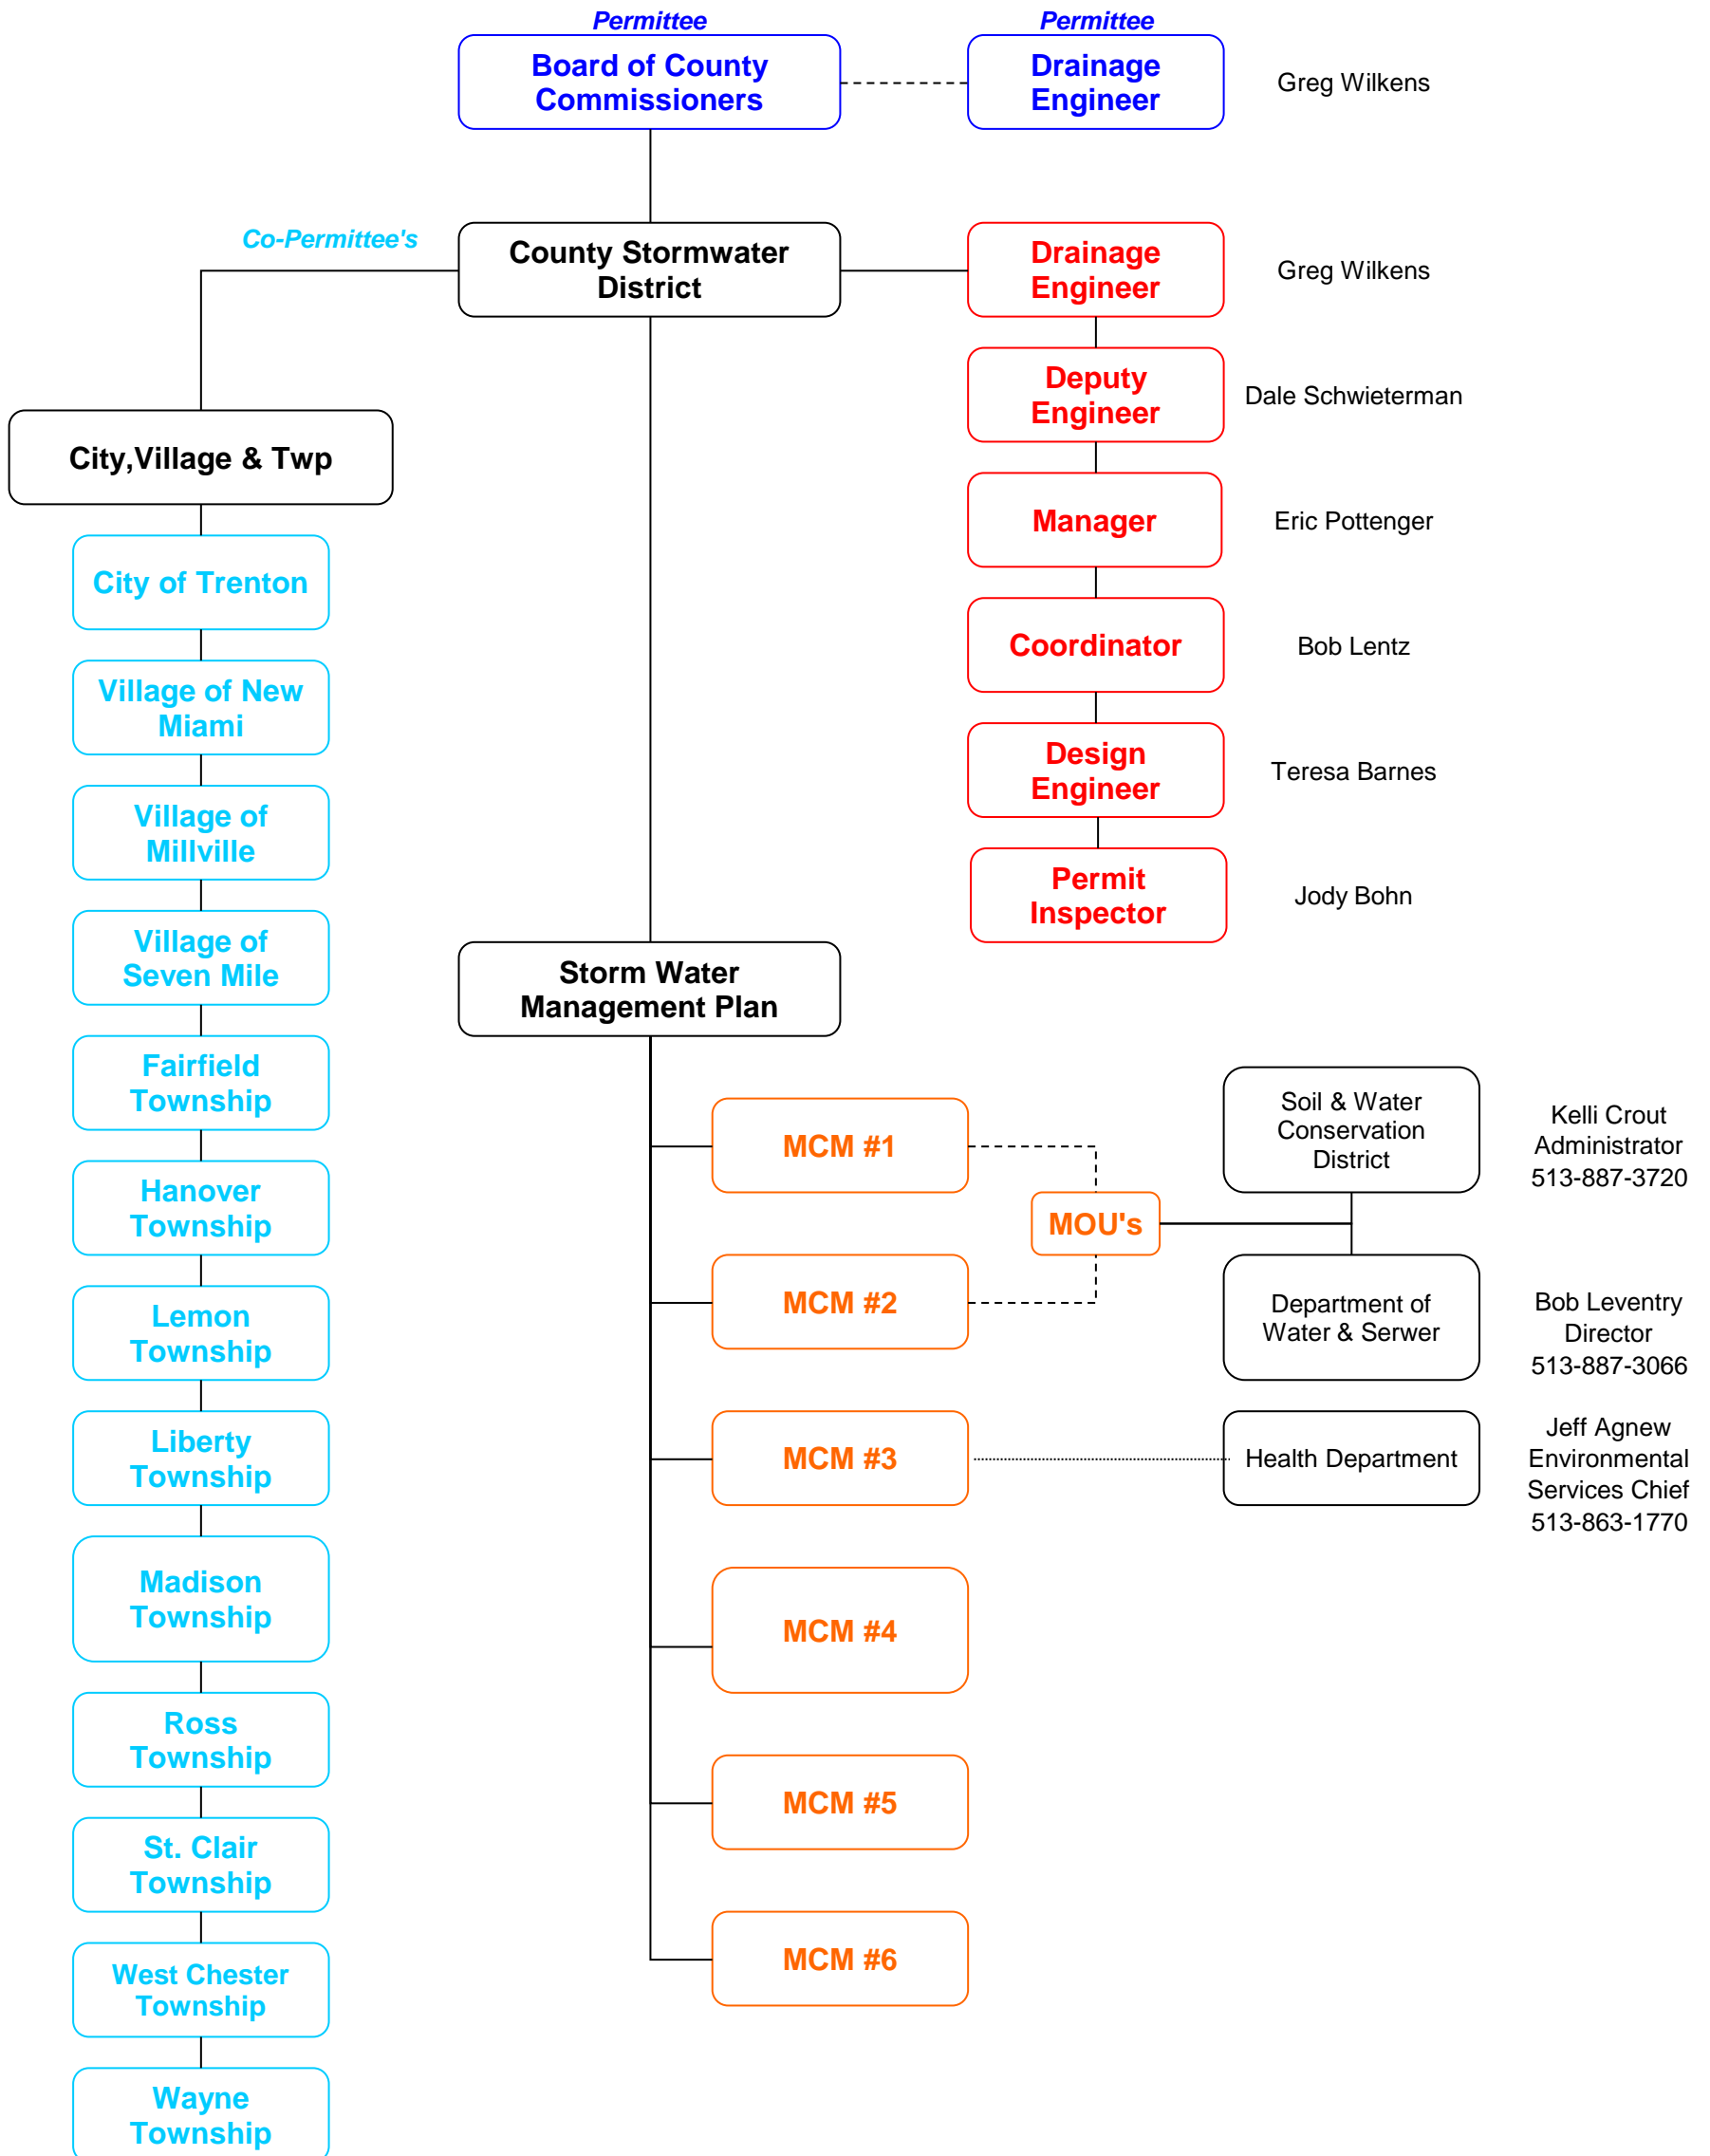 Permittee
Permittee
Board of County
Commissioners
Drainage
Engineer
Greg Wilkens
Co-Permittee's
County Stormwater
District
Drainage
Engineer
Greg Wilkens
Deputy
Engineer
Dale Schwieterman
City,Village & Twp
Manager
Eric Pottenger
City of Trenton
Coordinator
Bob Lentz
Village of New
Miami
Design
Engineer
Teresa Barnes
Village of
Millville
Permit
Inspector
Jody Bohn
Village of
Seven Mile
Storm Water
Management Plan
Fairfield
Township
MCM #1
Soil & Water
Conservation
District
Kelli Crout
Administrator
513-887-3720
Hanover
Township
MOU's
Lemon
Township
MCM #2
Department of
Water & Serwer
Bob Leventry
Director
513-887-3066
Liberty
Township
MCM #3
Health Department
Jeff Agnew
Environmental
Services Chief
513-863-1770
Madison
Township
MCM #4
Ross
Township
MCM #5
St. Clair
Township
MCM #6
West Chester
Township
Wayne
Township